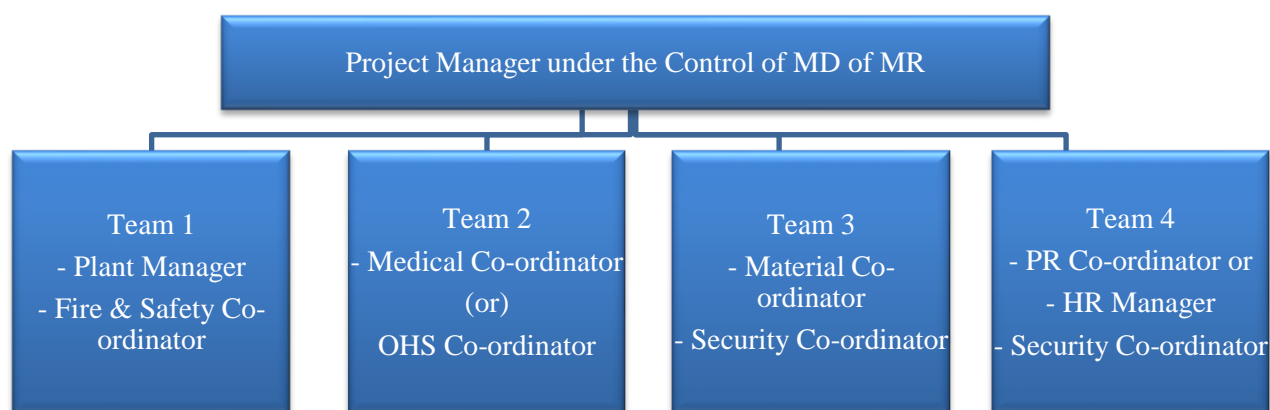 Project Manager under the Control of MD of MR
Team 1
- Plant Manager
- Fire & Safety Co-
ordinator
Team 2
- Medical Co-ordinator
(or)
OHS Co-ordinator
Team 3
- Material Co-
ordinator
- Security Co-ordinator
Team 4
- PR Co-ordinator or
- HR Manager
- Security Co-ordinator